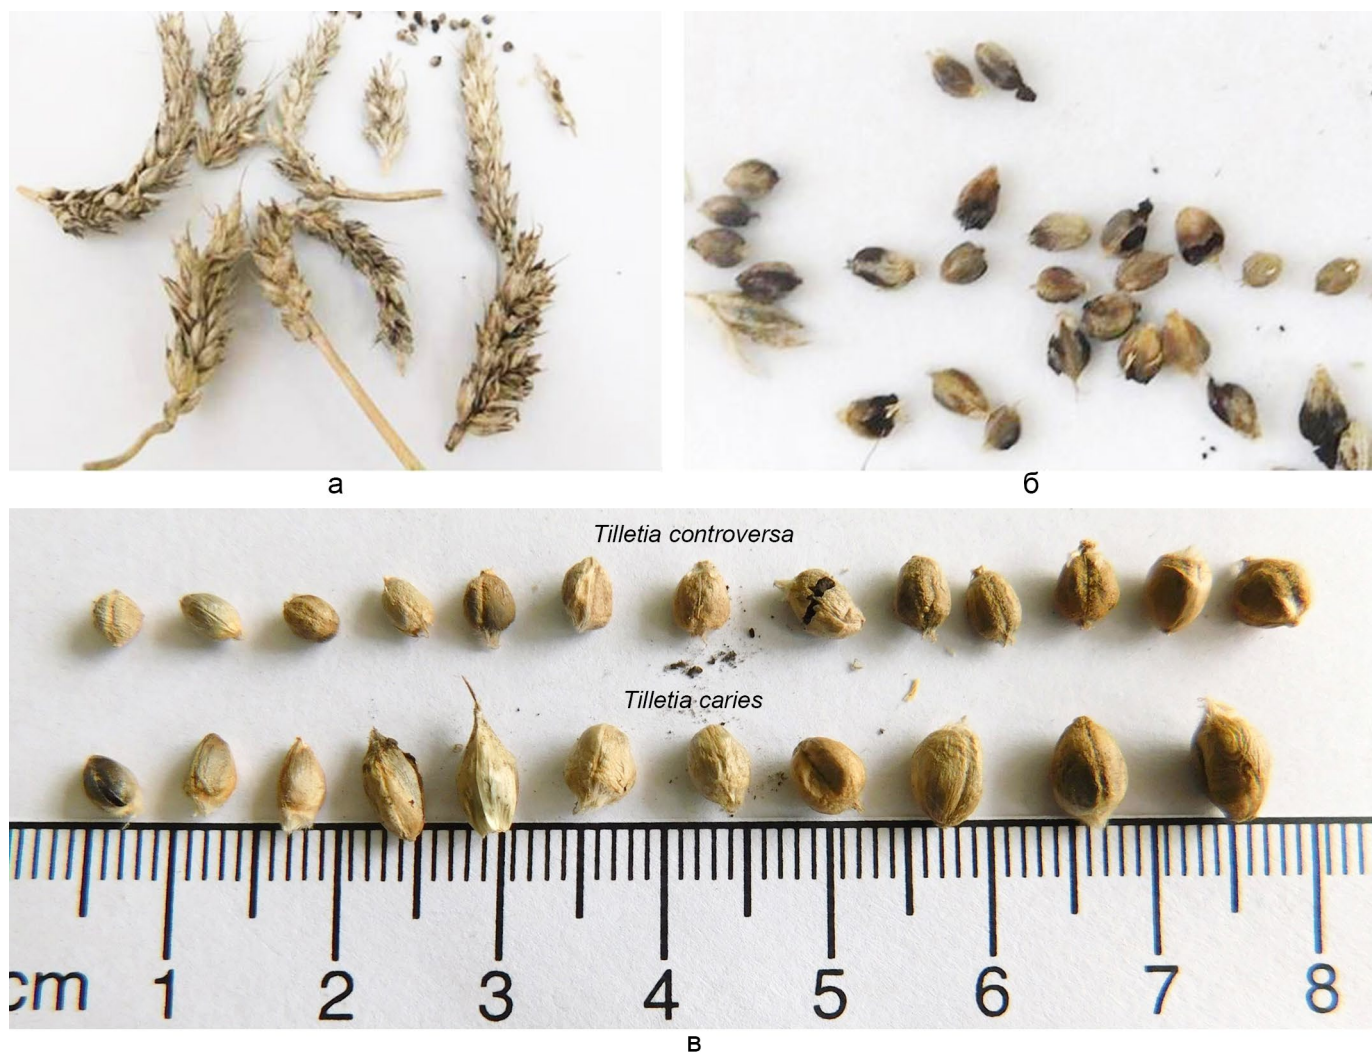 а
б
Tilletia controversa
Tilletia caries
cm 1 2 3 4 5 6 7 8
в